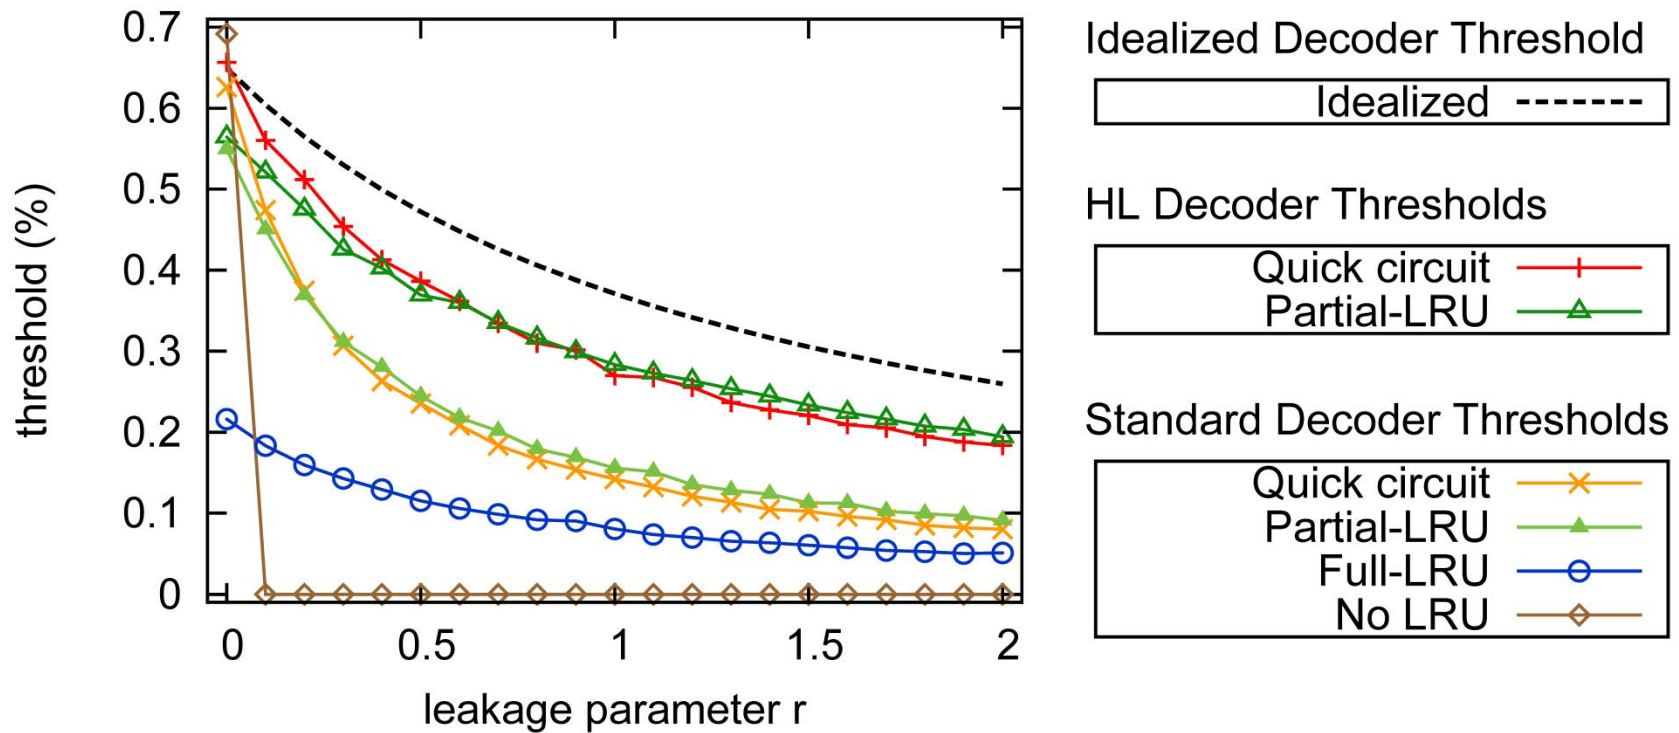 0.7
0.6
0.5
0.4
0.3
0.2
0.1
0
threshold (%)
0 0.5 1 1.5 2
leakage parameter r
Idealized Decoder Threshold
Idealized
HL Decoder Thresholds
Quick circuit
Partial-LRU
Standard Decoder Thresholds
Quick circuit
Partial-LRU
Full-LRU
No LRU